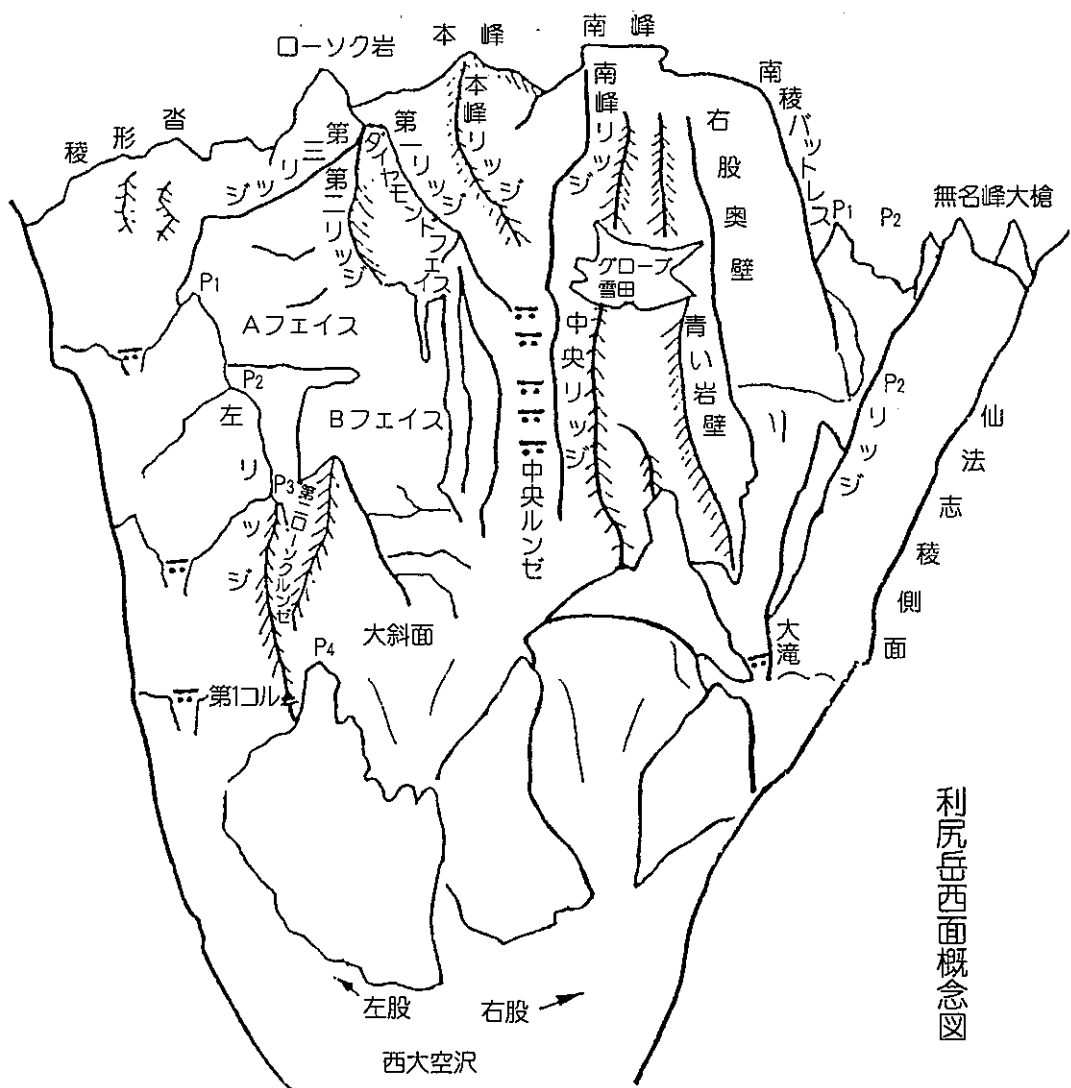 ローソク岩
本峰
南峰
沓形稜
第三リッジ
第二リッジ
ダイヤモンドフェイス
第一リッジ
本峰リッジ
南峰リッジ
右股奥壁
南稜バットレス
P1
P2
無名峰大槍
グローブ
雪田
P1
Aフェイス
P2
Bフェイス
左リッジ
P3
中央リッジ
青い岩壁
P2リッジ
仙法志稜側面
中央ルンゼ
ローソクルンゼ
大斜面
P4
大滝
第1コル
左股
右股
西大空沢
利尻岳西面概念図